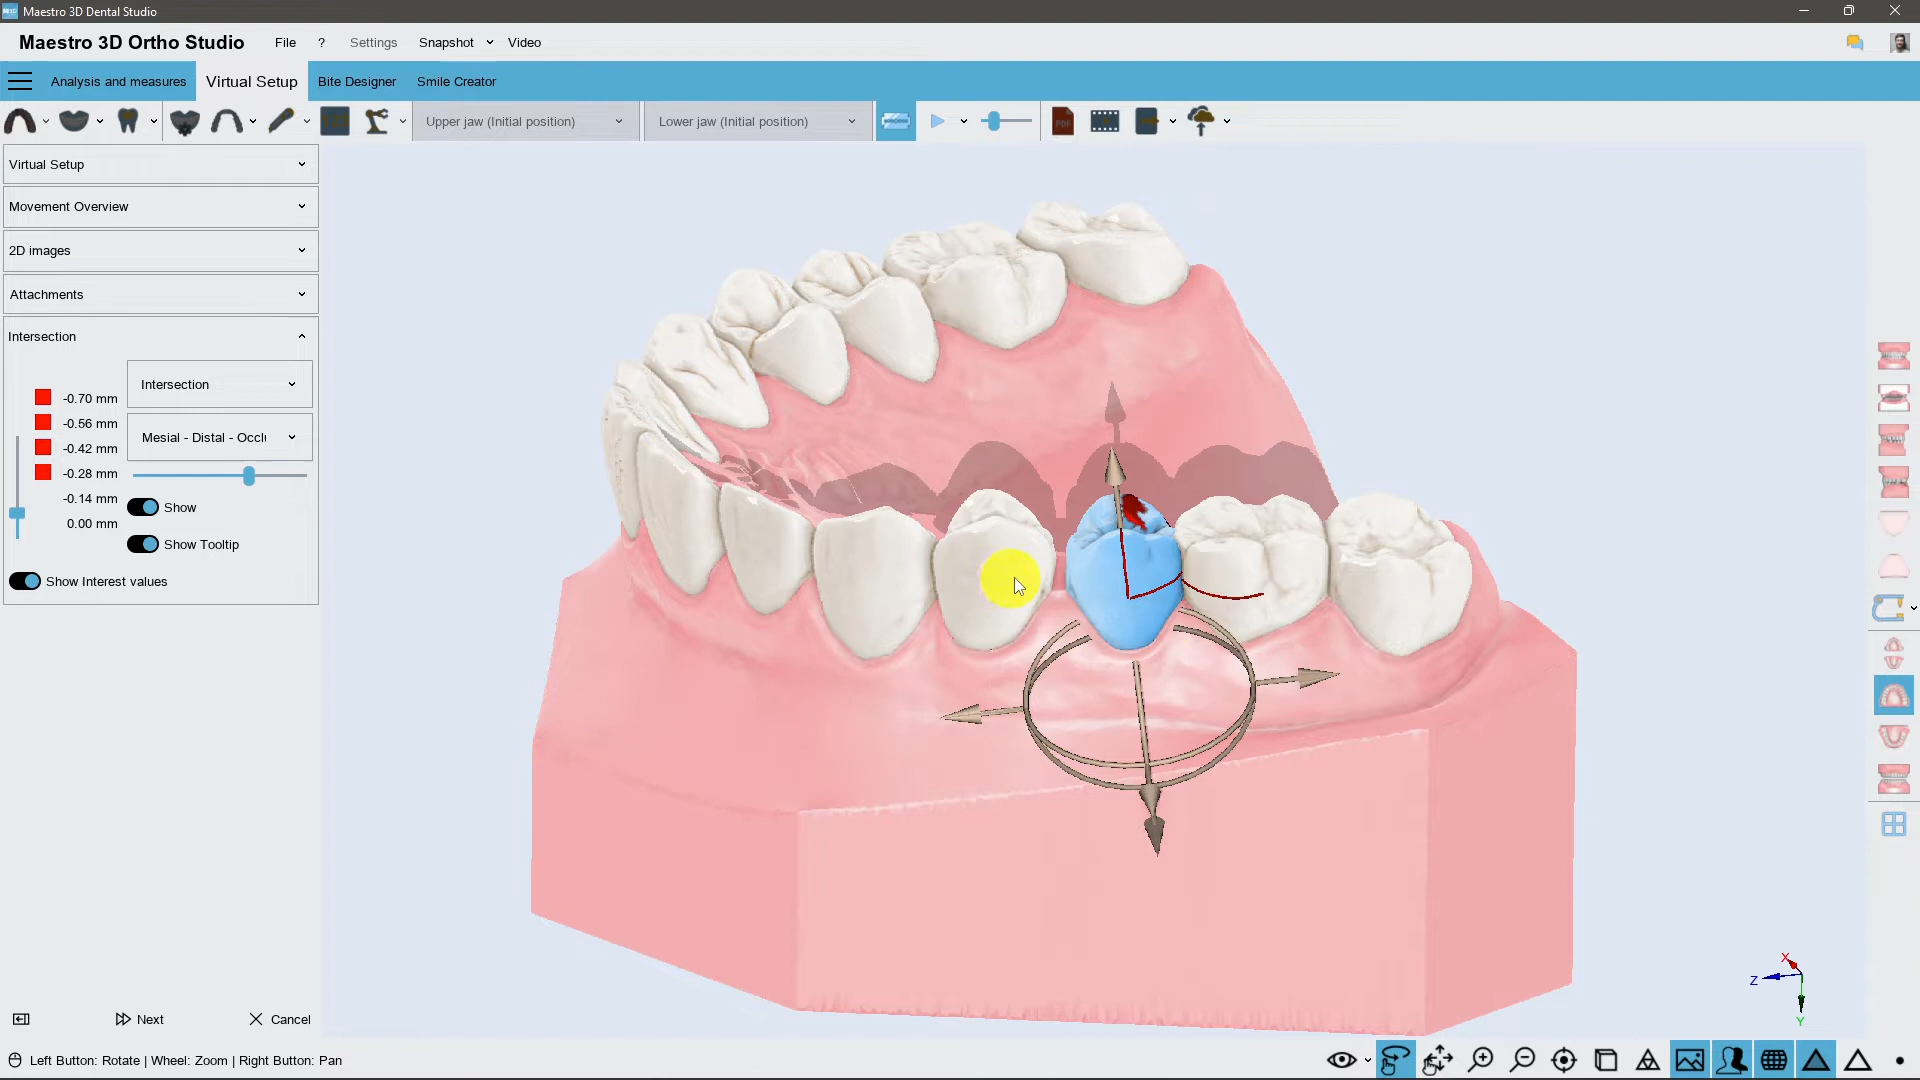 Maestro 3D Dental Studio
Maestro 3D Ortho Studio
File
?
Settings
Snapshot
Video
Analysis and measures
Virtual Setup
Bite Designer
Smile Creator
Upper jaw (Initial position)
Lower jaw (Initial position)
PDF
Virtual Setup
Movement Overview
2D images
Attachments
Intersection
Intersection
-0.70 mm
-0.56 mm
Mesial - Distal - Occlu
-0.42 mm
-0.28 mm
-0.14 mm
Show
0.00 mm
Show Tooltip
Show Interest values
X
Z
Y
Next
Cancel
Left Button: Rotate | Wheel: Zoom | Right Button: Pan